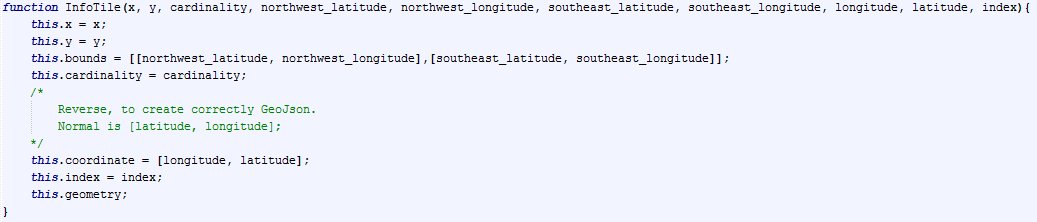 function InfoTile(x, y, cardinality, northwest_latitude, northwest_longitude, southeast_latitude, southeast_longitude, longitude, latitude, index){
this.x = x;
this.y = y;
this.bounds = [[northwest_latitude, northwest_longitude],[southeast_latitude, southeast_longitude]];
this.cardinality = cardinality;
/*
Reverse, to create correctly GeoJson.
Normal is [latitude, longitude];
*/
this.coordinate = [longitude, latitude];
this.index = index;
this.geometry;
}